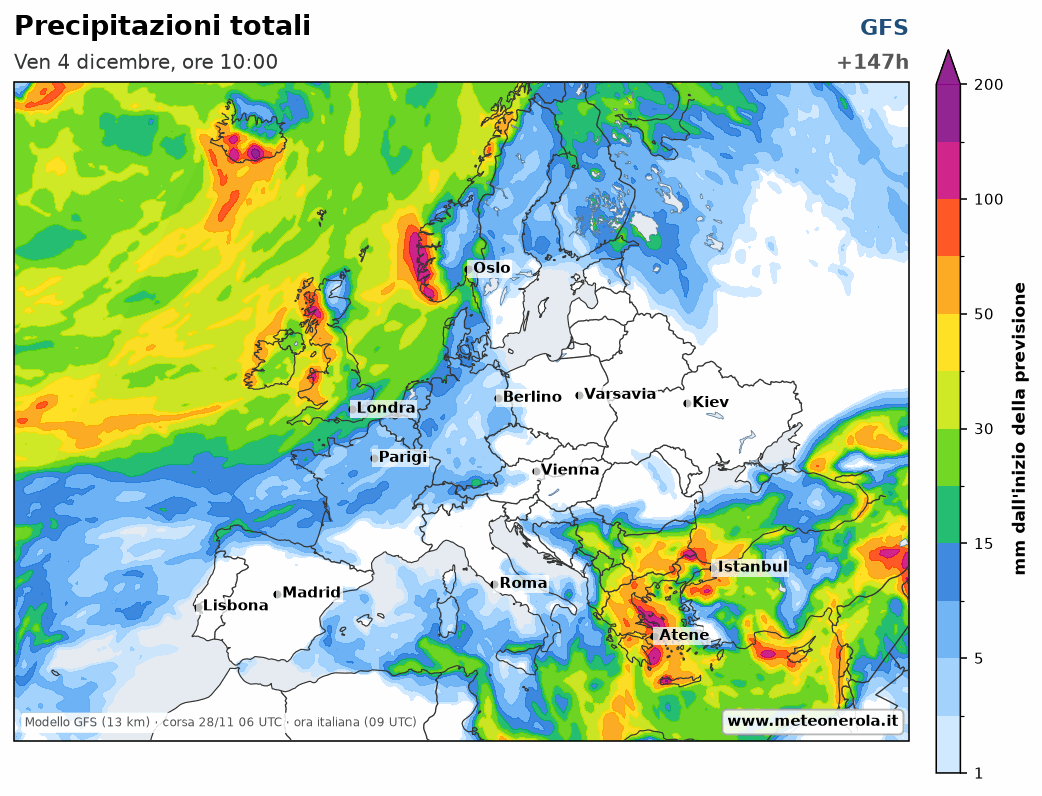 Precipitazioni totali
GFS
Ven 4 dicembre, ore 10:00
+147h
200
100
50
30
15
5
1
mm dall'inizio della previsione
Oslo
Berlino
Varsavia
Kiev
Londra
Parigi
Vienna
Istanbul
Roma
Madrid
Lisbona
Atene
Modello GFS (13 km) · corsa 28/11 06 UTC · ora italiana (09 UTC)
www.meteonerola.it